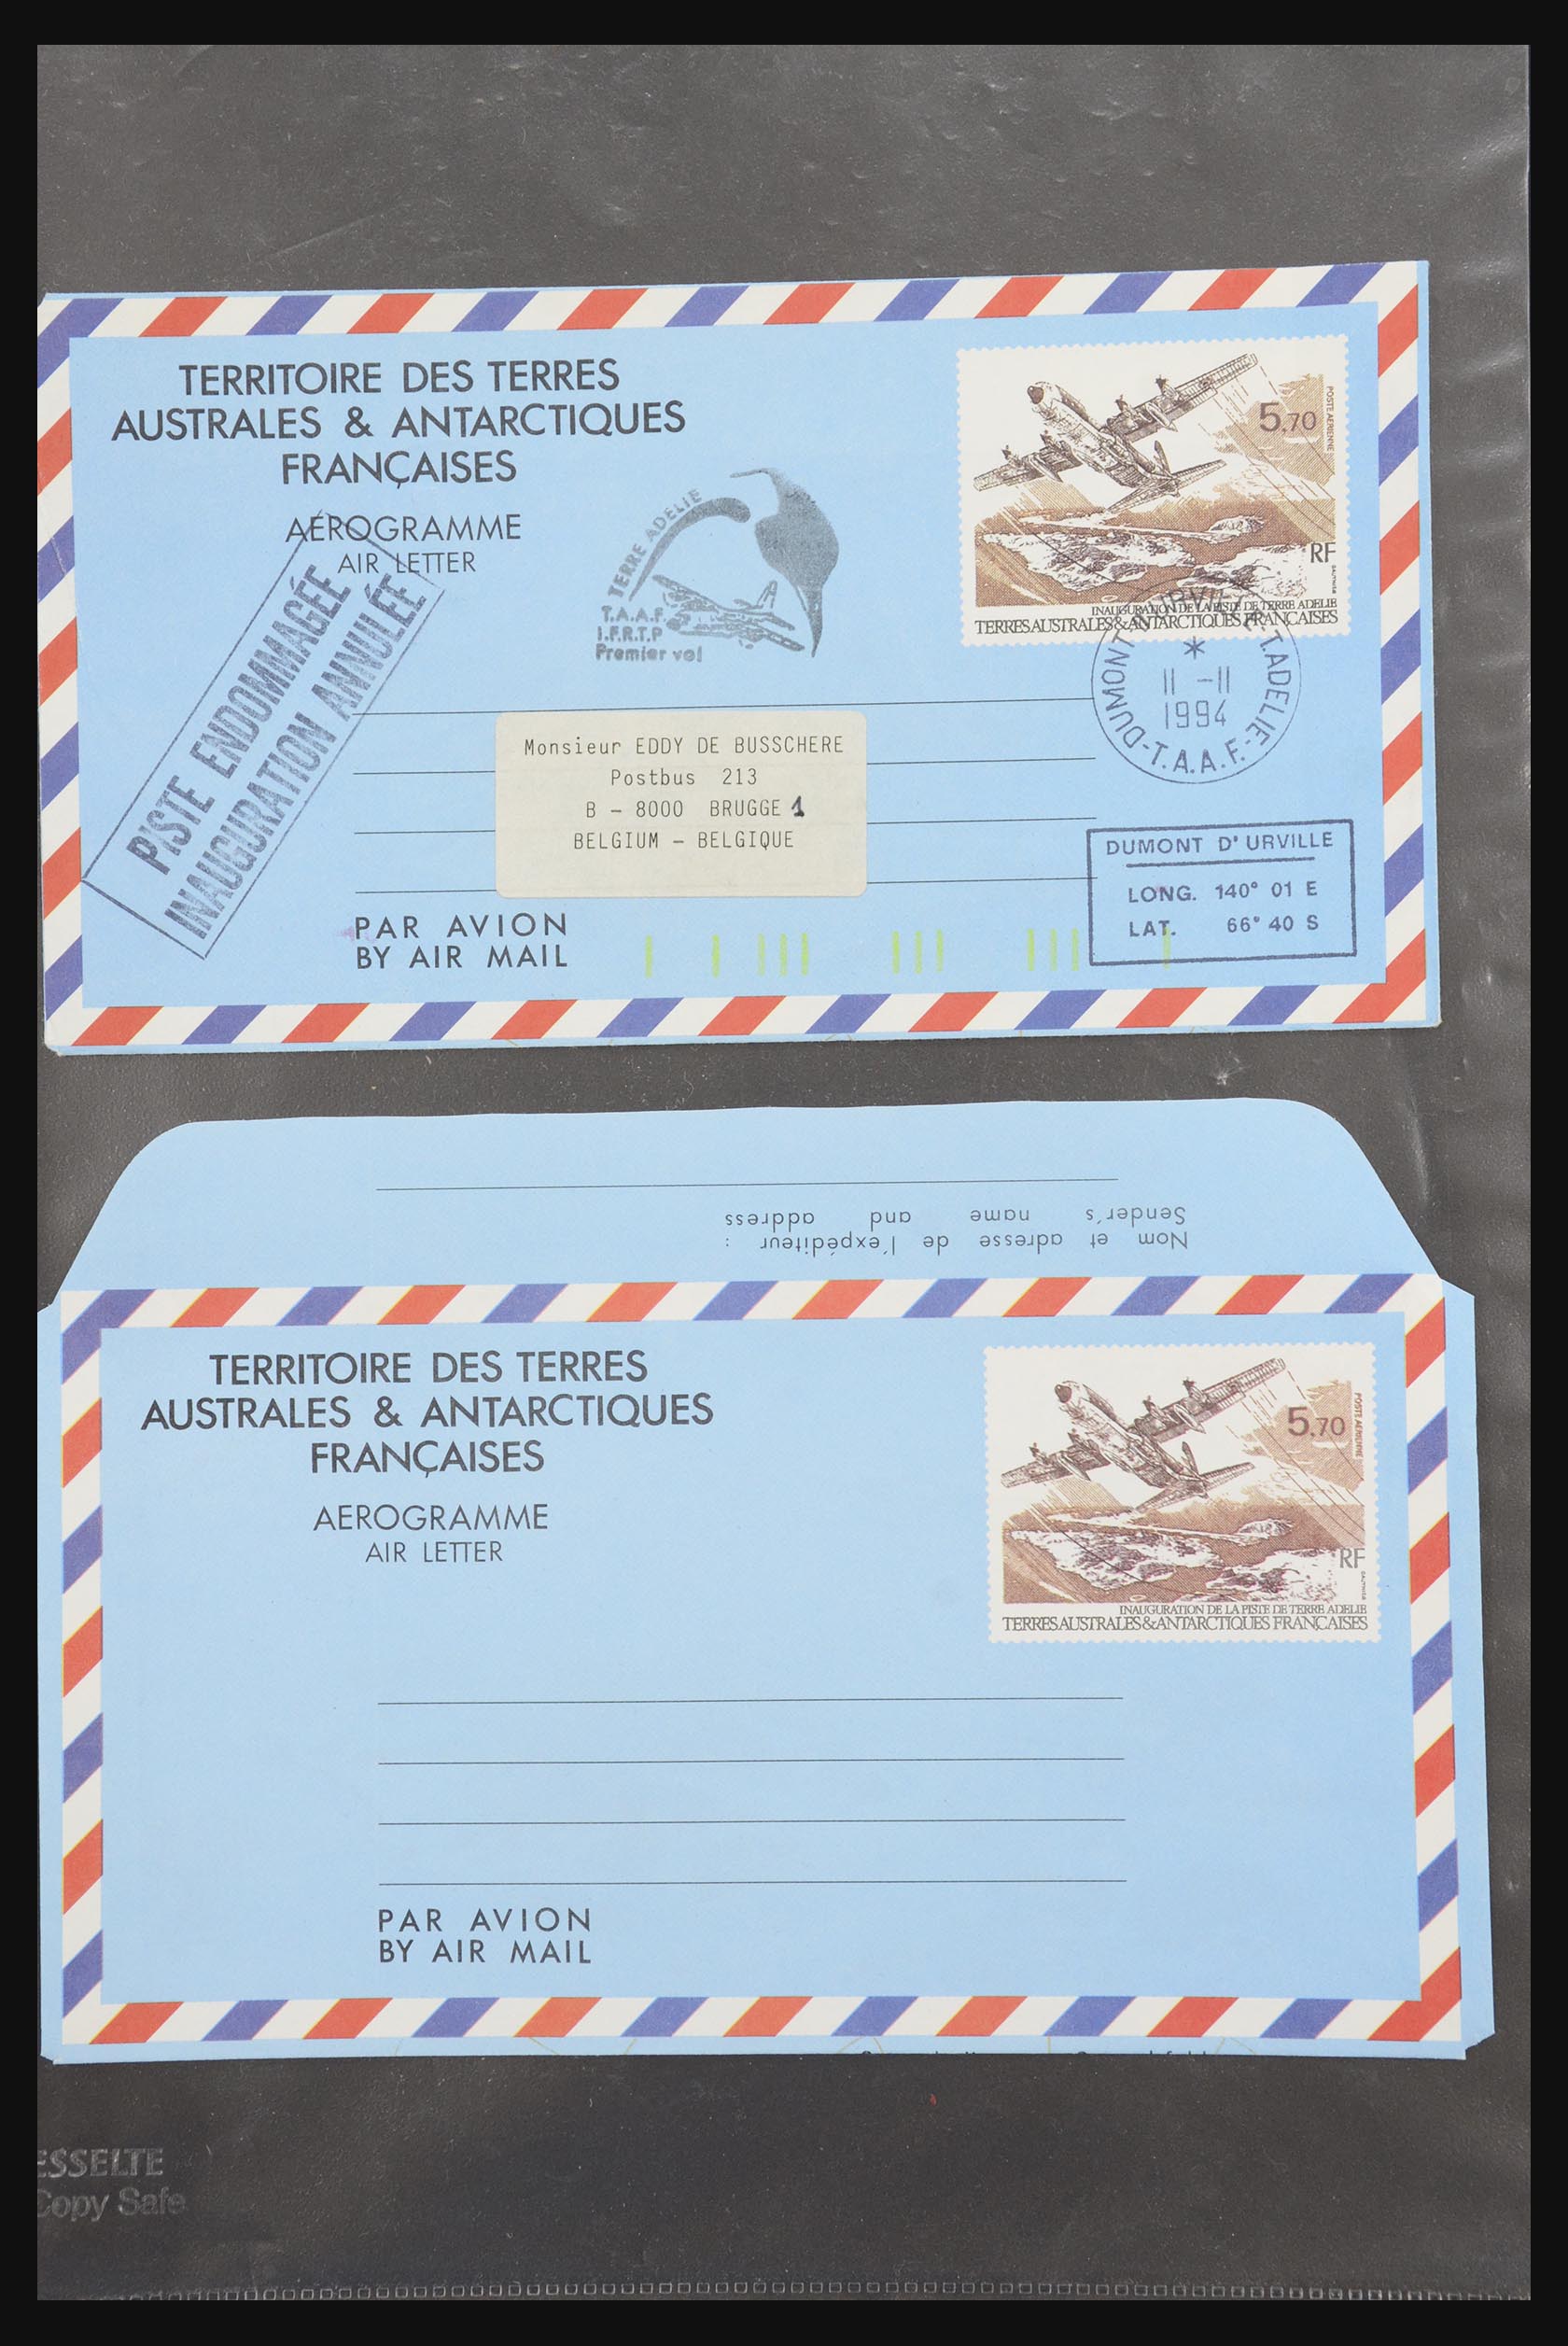 TERRITOIRE DES TERRES
AUSTRALES & ANTARCTIQUES
FRANÇAISES
AÉROGRAMME
AIR LETTER
PISTE ENDOMMAGÉE
INAUGURATION ANNULÉE
TERRE ADELIE
T.A.A.F.
I.F.R.T.P
Premier vol
5,70
POSTE AÉRIENNE
RF
INAUGURATION DE LA PISTE DE TERRE ADELIE
TERRES AUSTRALES & ANTARCTIQUES FRANÇAISES
DUMONT D'URVILLE-T.ADELIE-T.A.A.F.-
*
11 -11
1994
Monsieur EDDY DE BUSSCHERE
Postbus 213
B - 8000 BRUGGE 1
BELGIUM - BELGIQUE
DUMONT D'URVILLE
LONG. 140° 01 E
LAT. 66° 40 S
PAR AVION
BY AIR MAIL
Nom et adresse de l'expéditeur :
Sender's name and address
TERRITOIRE DES TERRES
AUSTRALES & ANTARCTIQUES
FRANÇAISES
AEROGRAMME
AIR LETTER
5,70
POSTE AÉRIENNE
RF
INAUGURATION DE LA PISTE DE TERRE ADELIE
TERRES AUSTRALES & ANTARCTIQUES FRANÇAISES
PAR AVION
BY AIR MAIL
ESSELTE
Copy Safe